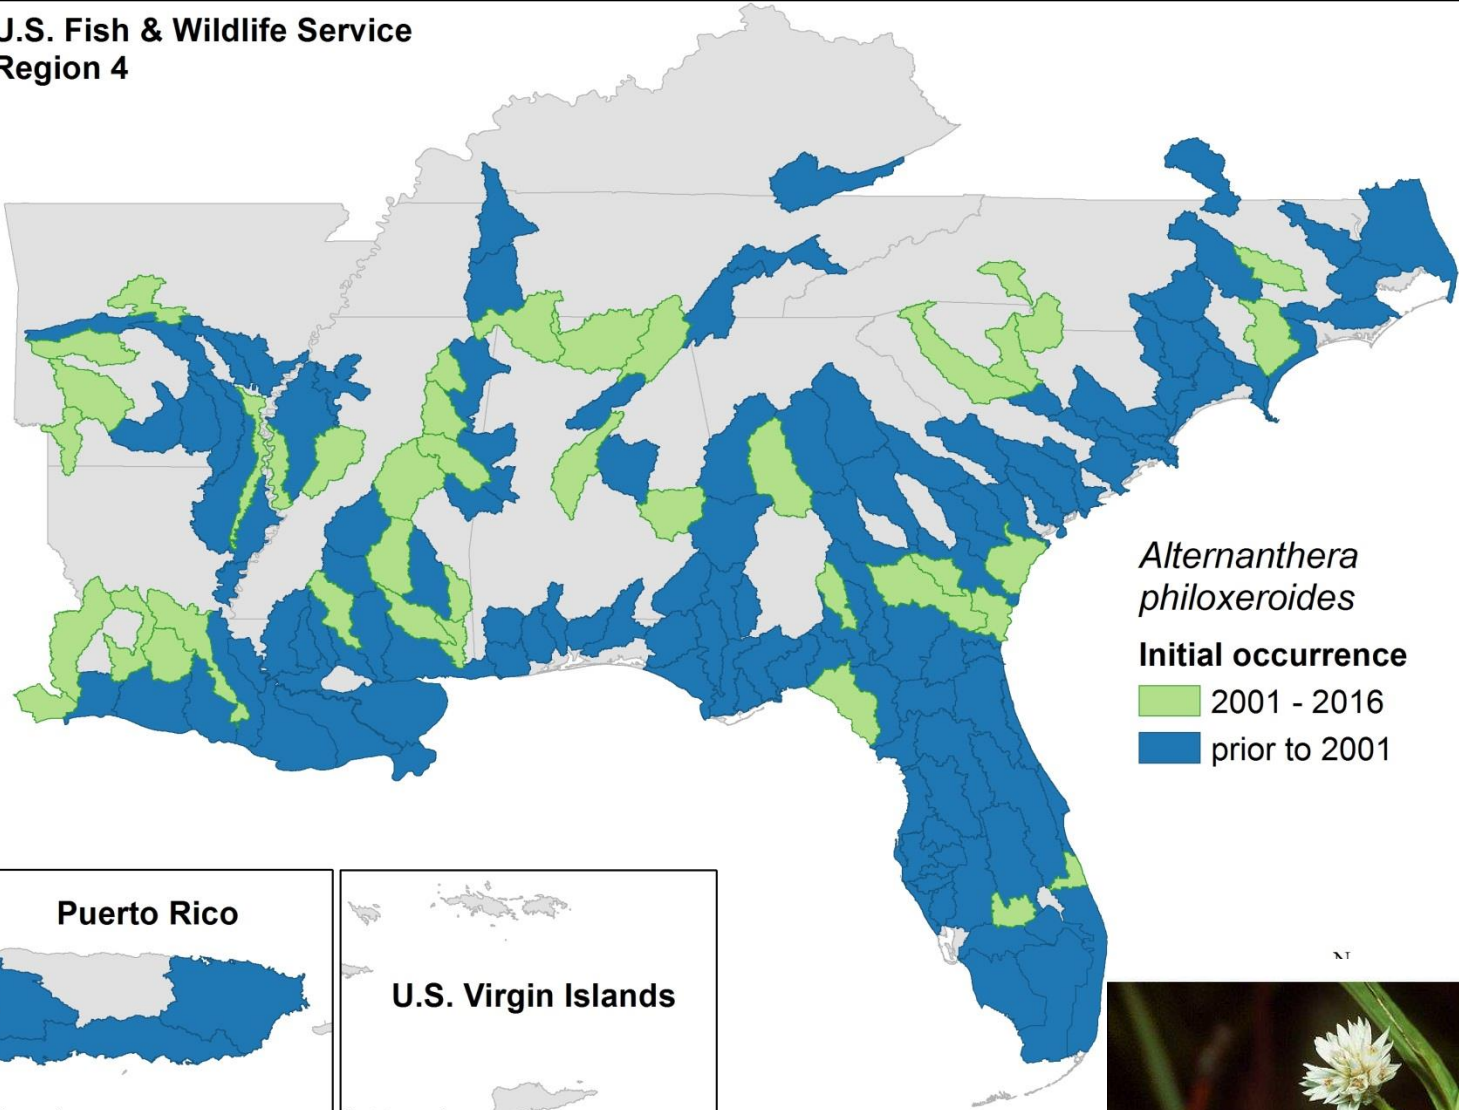 U.S. Fish & Wildlife Service
Region 4
Alternanthera
philoxeroides
Initial occurrence
2001 - 2016
prior to 2001
Puerto Rico
U.S. Virgin Islands
N